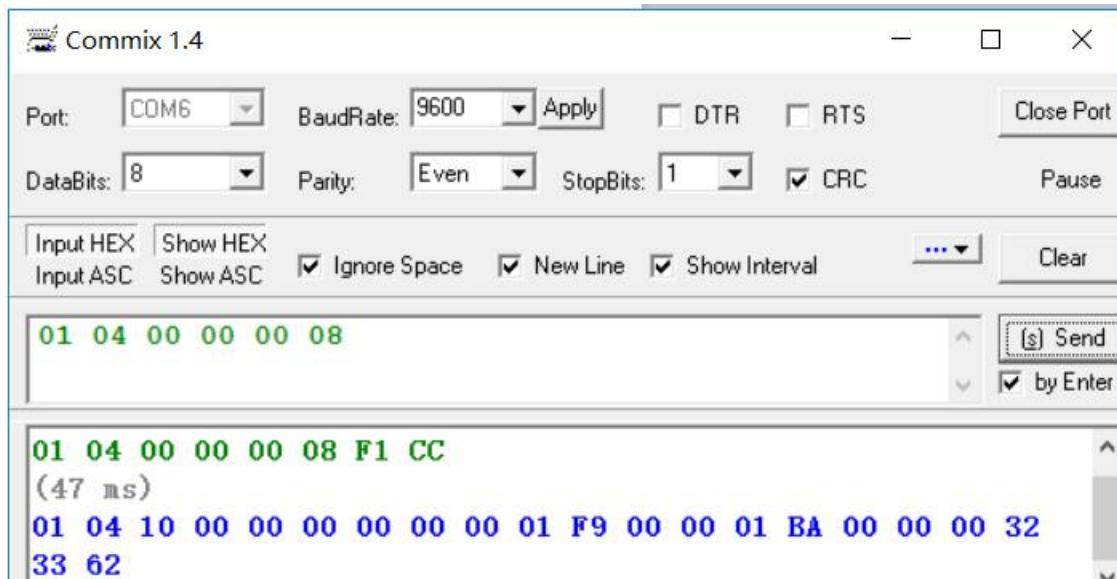 Commix 1.4
Port: COM6 BaudRate: 9600 Apply DTR RTS Close Port
DataBits: 8 Parity: Even StopBits: 1 CRC Pause
Input HEX Show HEX
Input ASC Show ASC Ignore Space New Line Show Interval ... Clear
01 04 00 00 00 08 (s) Send
by Enter
01 04 00 00 00 08 F1 CC
(47 ms)
01 04 10 00 00 00 00 00 00 01 F9 00 00 01 BA 00 00 00 32
33 62